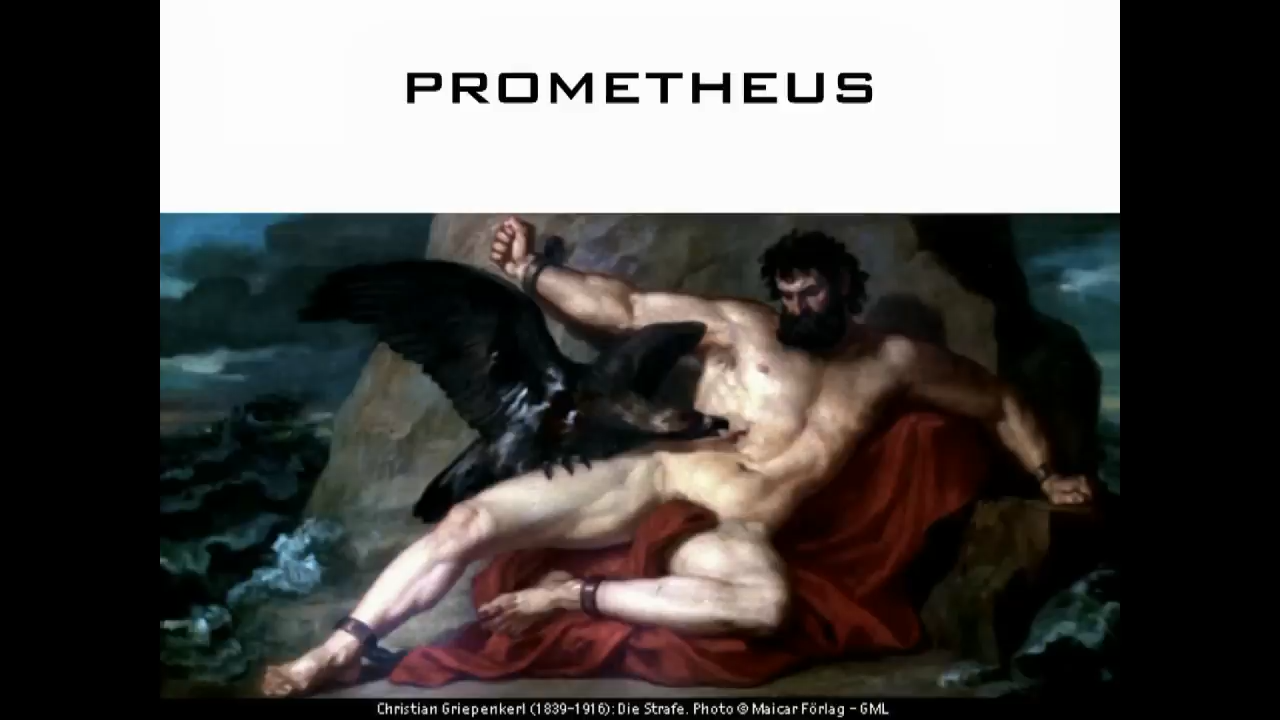 PROMETHEUS
Christian Griepenkerl (1839-1916): Die Strafe. Photo © Maicar Förlag - GML